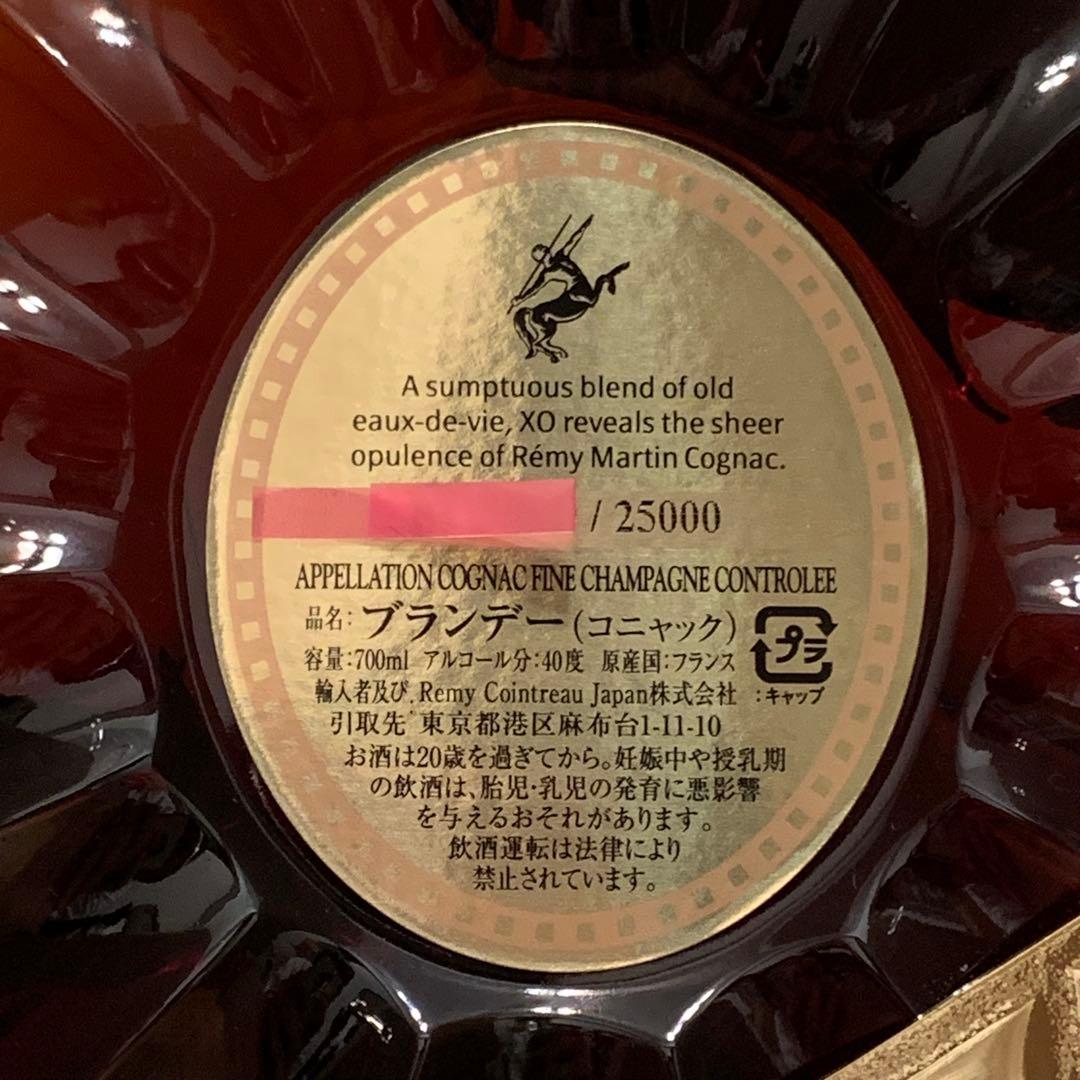 A sumptuous blend of old
eaux-de-vie, XO reveals the sheer
opulence of Rémy Martin Cognac.
/ 25000
APPELLATION COGNAC FINE CHAMPAGNE CONTROLEE
品名: ブランデー(コニャック)
プラ
容量:700ml アルコール分:40度 原産国:フランス
輸入者及び Remy Cointreau Japan株式会社 :キャップ
引取先 東京都港区麻布台1-11-10
お酒は20歳を過ぎてから。妊娠中や授乳期
の飲酒は、胎児・乳児の発育に悪影響
を与えるおそれがあります。
飲酒運転は法律により
禁止されています。